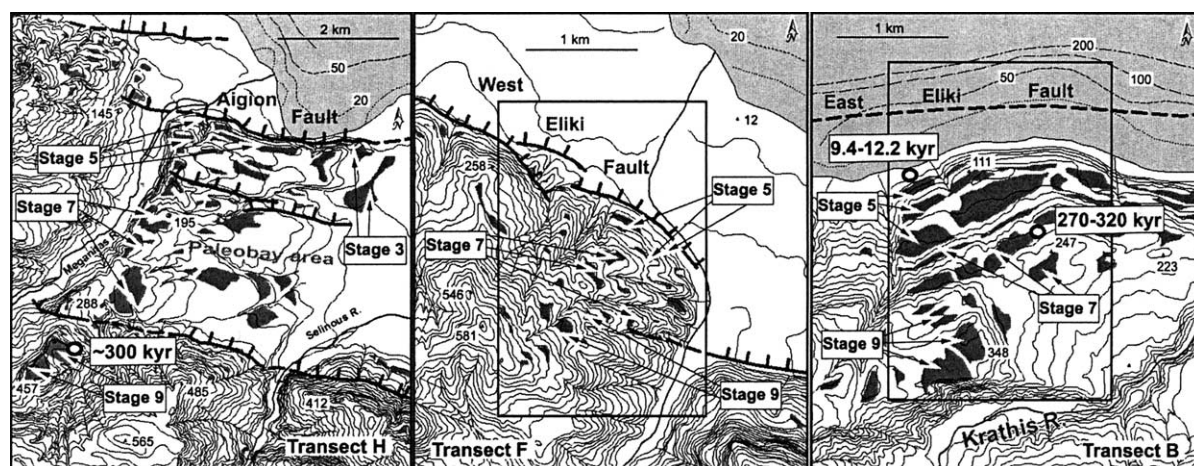 2 km
50
20
145
Aigion
Fault
Stage 5
Stage 7
195
Stage 3
Paleobay area
Meganitas
288
Selinous R.
~300 kyr
457
Stage 9
485
412
565
Transect H
N
1 km
20
West
12
Eliki
Fault
258
Stage 5
Stage 7
546
581
Stage 9
Transect F
N
1 km
200
50
100
East Eliki Fault
9.4-12.2 kyr
111
Stage 5
270-320 kyr
247
223
Stage 7
Stage 9
348
Krathis R.
Transect B